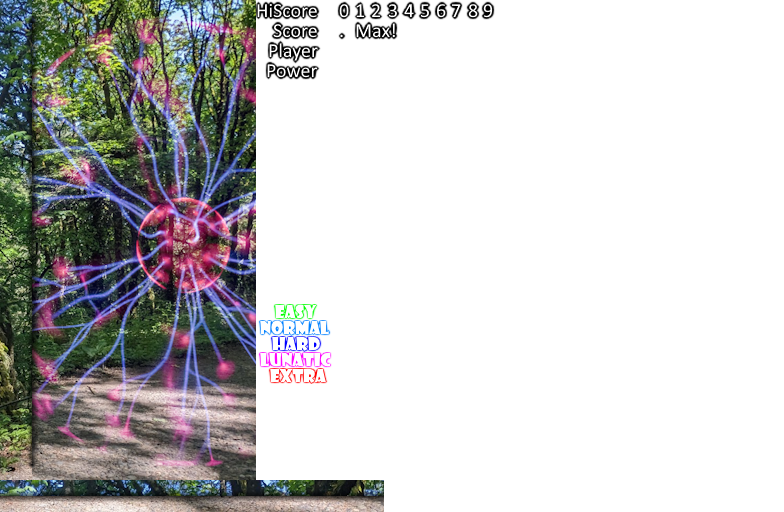 HiScore 0 1 2 3 4 5 6 7 8 9
Score . Max!
Player
Power
EASY
NORMAL
HARD
LUNATIC
EXTRA